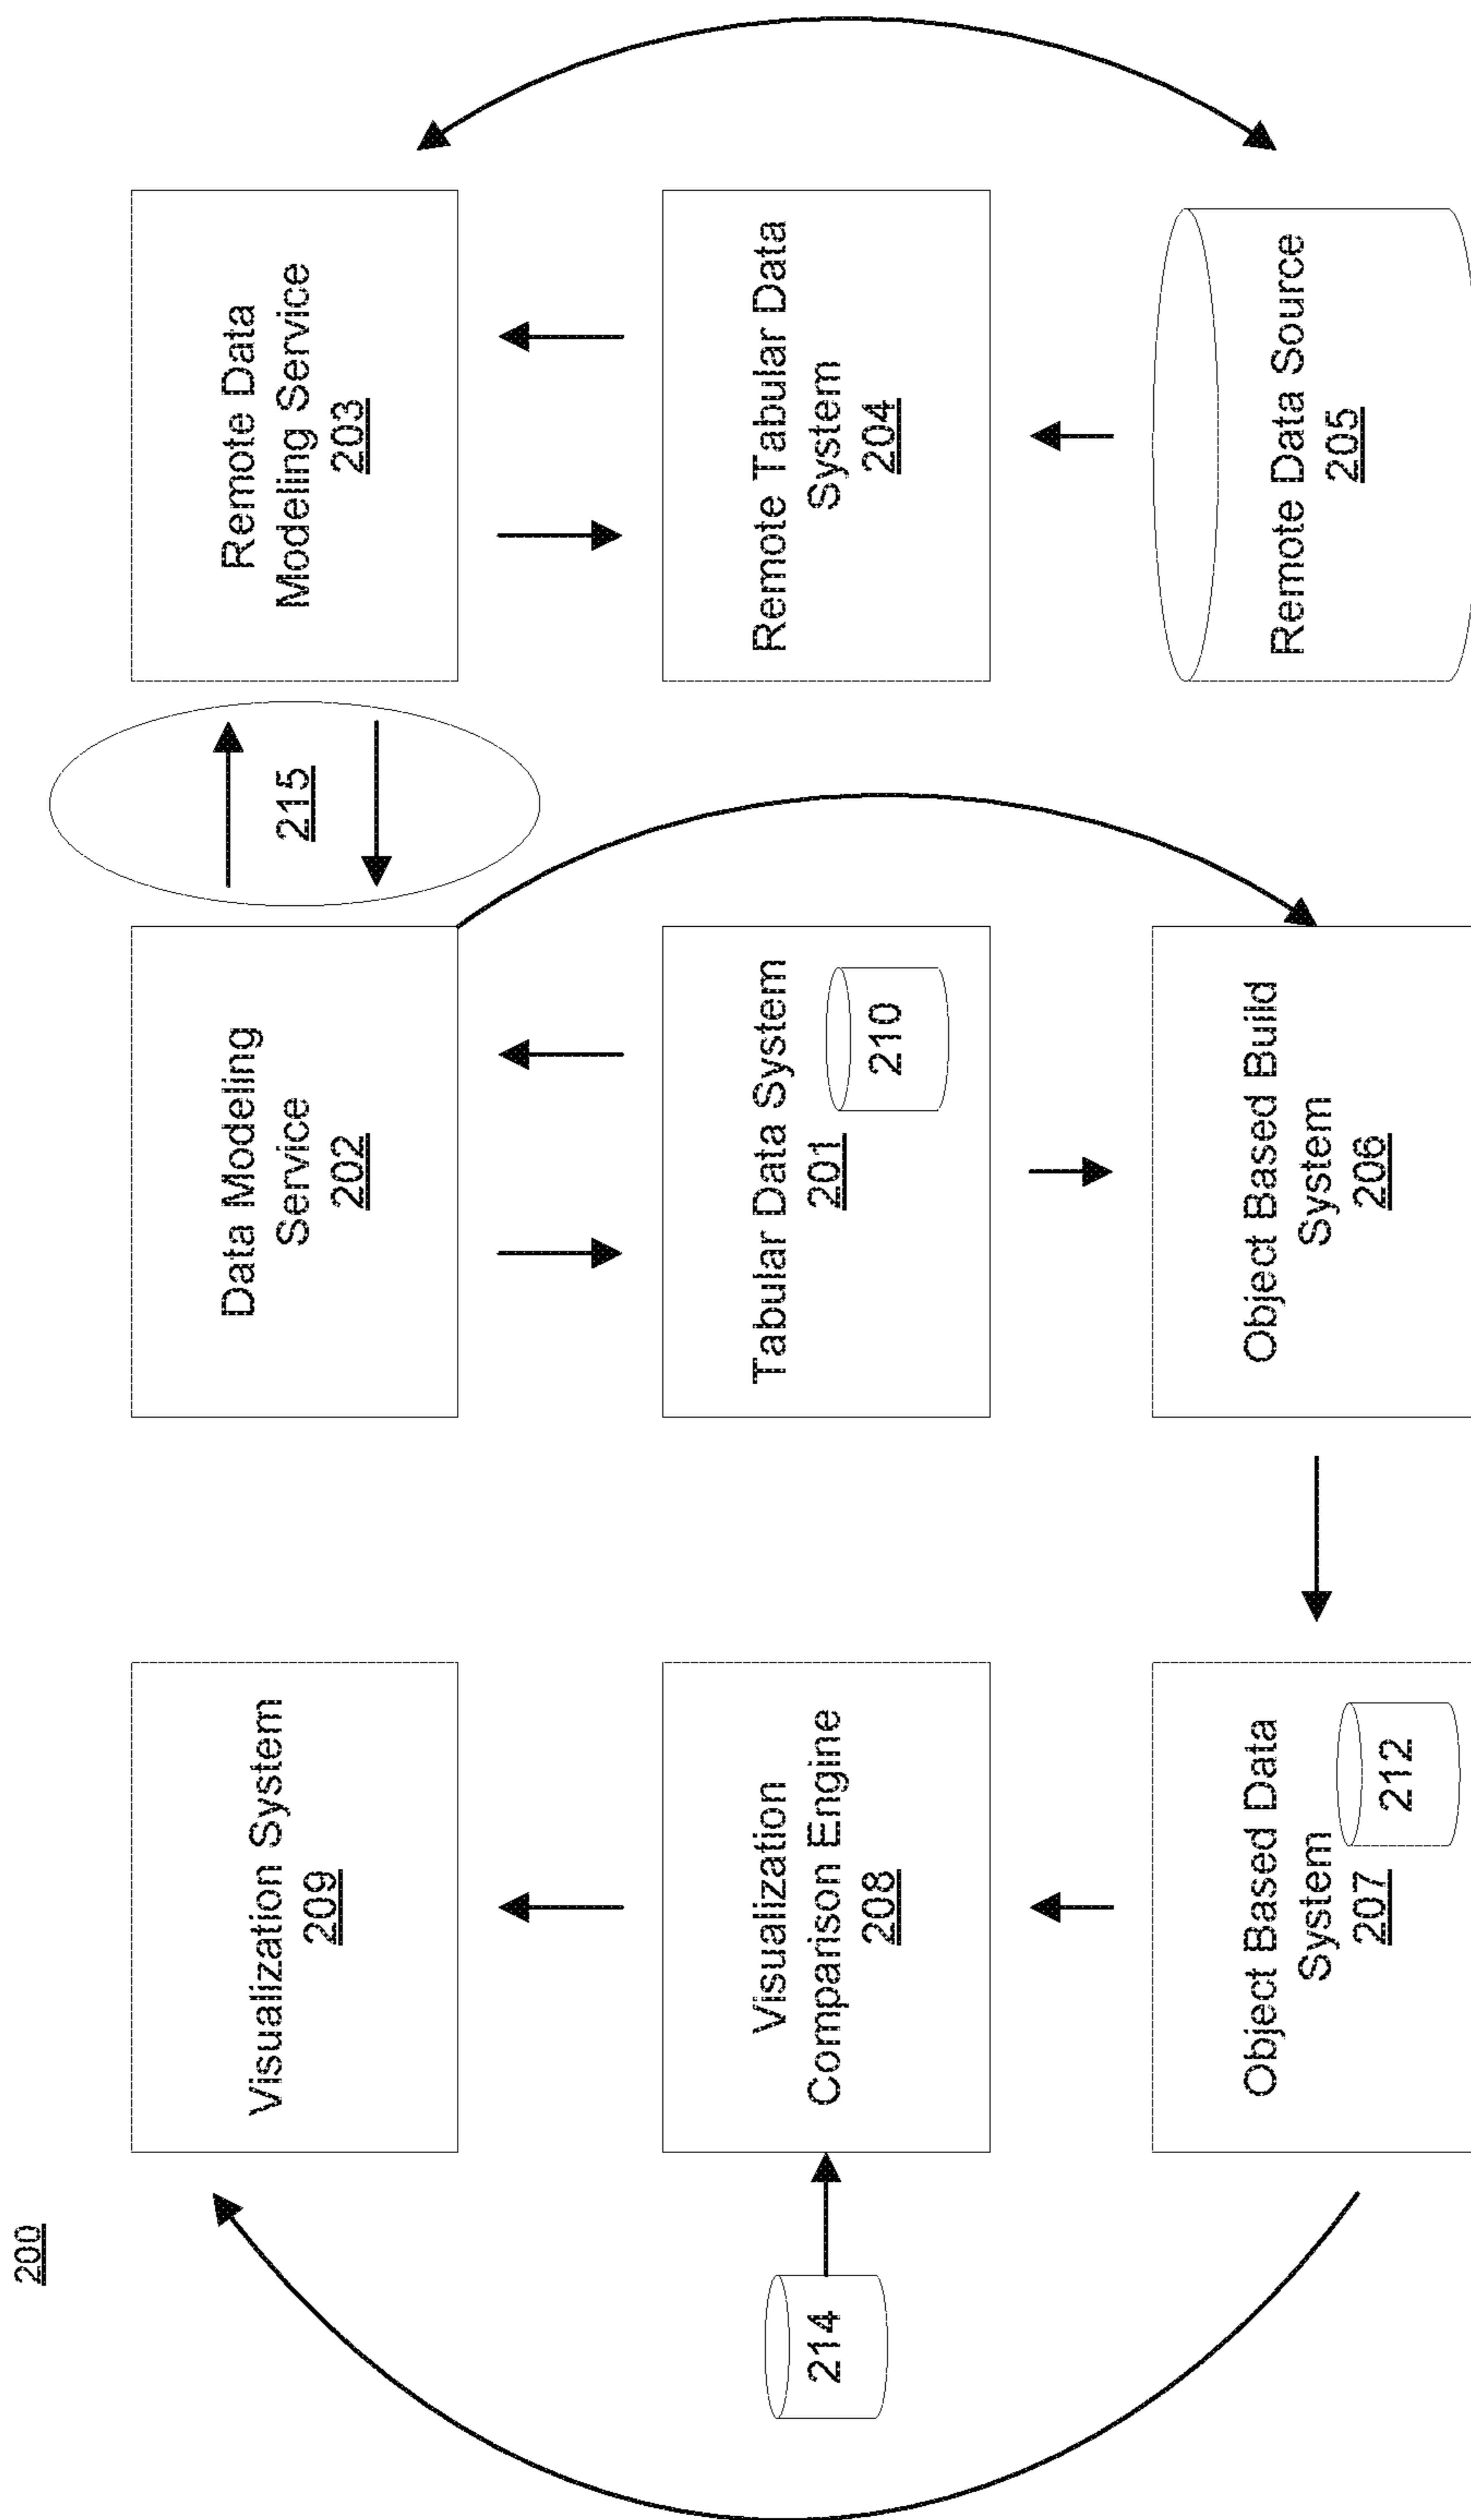 200
Visualization System
209
Data Modeling
Service
202
215
Remote Data
Modeling Service
203
214
Visualization
Comparison Engine
208
Tabular Data System
201
210
Remote Tabular Data
System
204
Object Based Data
System
207
212
Object Based Build
System
206
Remote Data Source
205